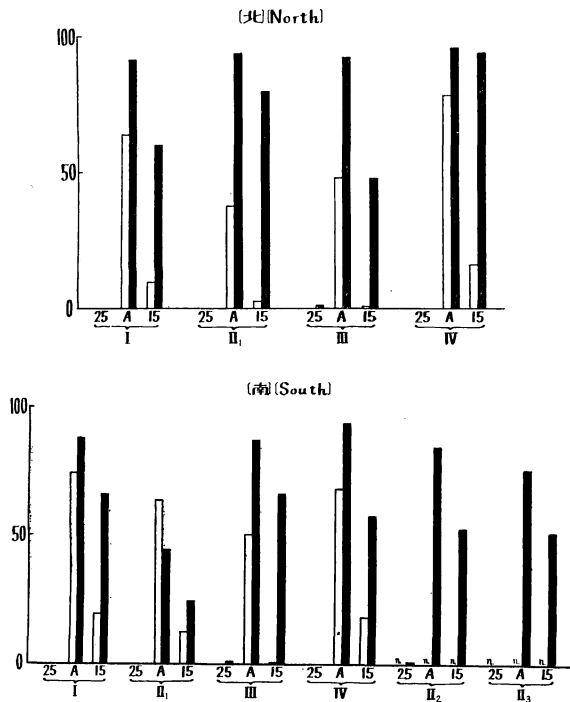 (北)(North)
100
50
0
25 A 15 25 A 15 25 A 15 25 A 15
I II₁ III IV
(南)(South)
100
50
0
n. n. n. n. n. n.
25 A 15 25 A 15 25 A 15 25 A 15 25 A 15 25 A 15
I II₁ III IV II₂ II₃